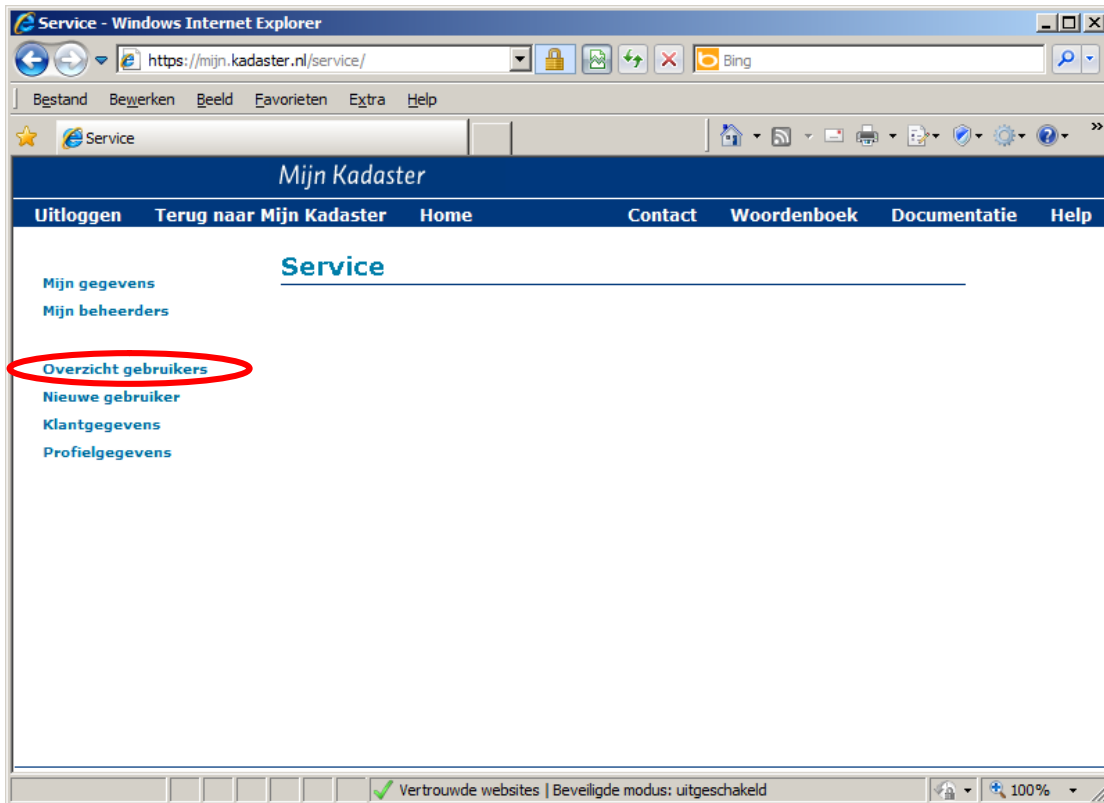 Service - Windows Internet Explorer
https://mijn.kadaster.nl/service/
Bing
Bestand Bewerken Beeld Favorieten Extra Help
Service
»
Mijn Kadaster
Uitloggen Terug naar Mijn Kadaster Home Contact Woordenboek Documentatie Help
Service
Mijn gegevens
Mijn beheerders
Overzicht gebruikers
Nieuwe gebruiker
Klantgegevens
Profielgegevens
Vertrouwde websites | Beveiligde modus: uitgeschakeld
100%